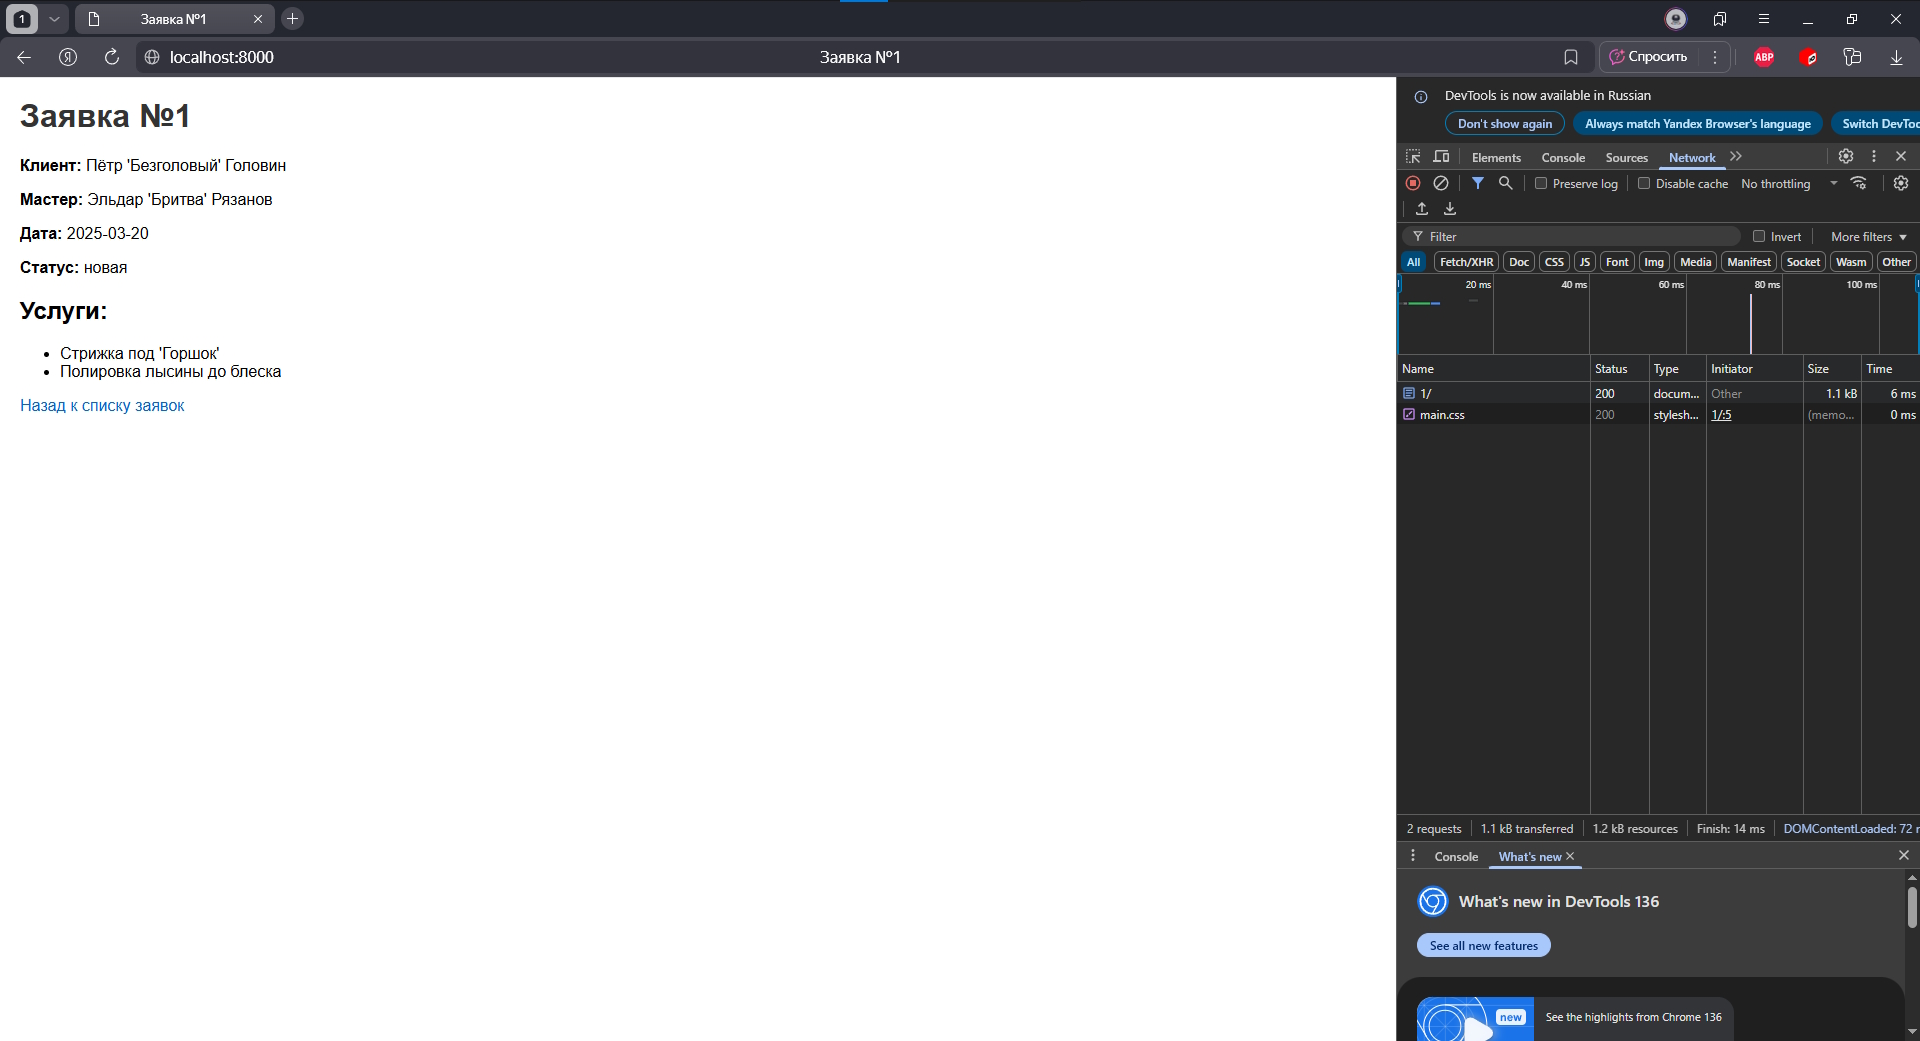 1
Заявка №1
localhost:8000
Заявка №1
Спросить
ABP
Заявка №1
Клиент: Пётр 'Безголовый' Головин
Мастер: Эльдар 'Бритва' Рязанов
Дата: 2025-03-20
Статус: новая
Услуги:
Стрижка под 'Горшок'
Полировка лысины до блеска
Назад к списку заявок
DevTools is now available in Russian
Don't show again Always match Yandex Browser's language Switch DevToo
Elements Console Sources Network
Preserve log Disable cache No throttling
Filter Invert More filters
All Fetch/XHR Doc CSS JS Font Img Media Manifest Socket Wasm Other
20 ms 40 ms 60 ms 80 ms 100 ms
Name Status Type Initiator Size Time
1/ 200 docum... Other 1.1 kB 6 ms
main.css 200 stylesh... 1/:5 (memo... 0 ms
2 requests 1.1 kB transferred 1.2 kB resources Finish: 14 ms DOMContentLoaded: 72 r
Console What's new
What's new in DevTools 136
See all new features
new See the highlights from Chrome 136